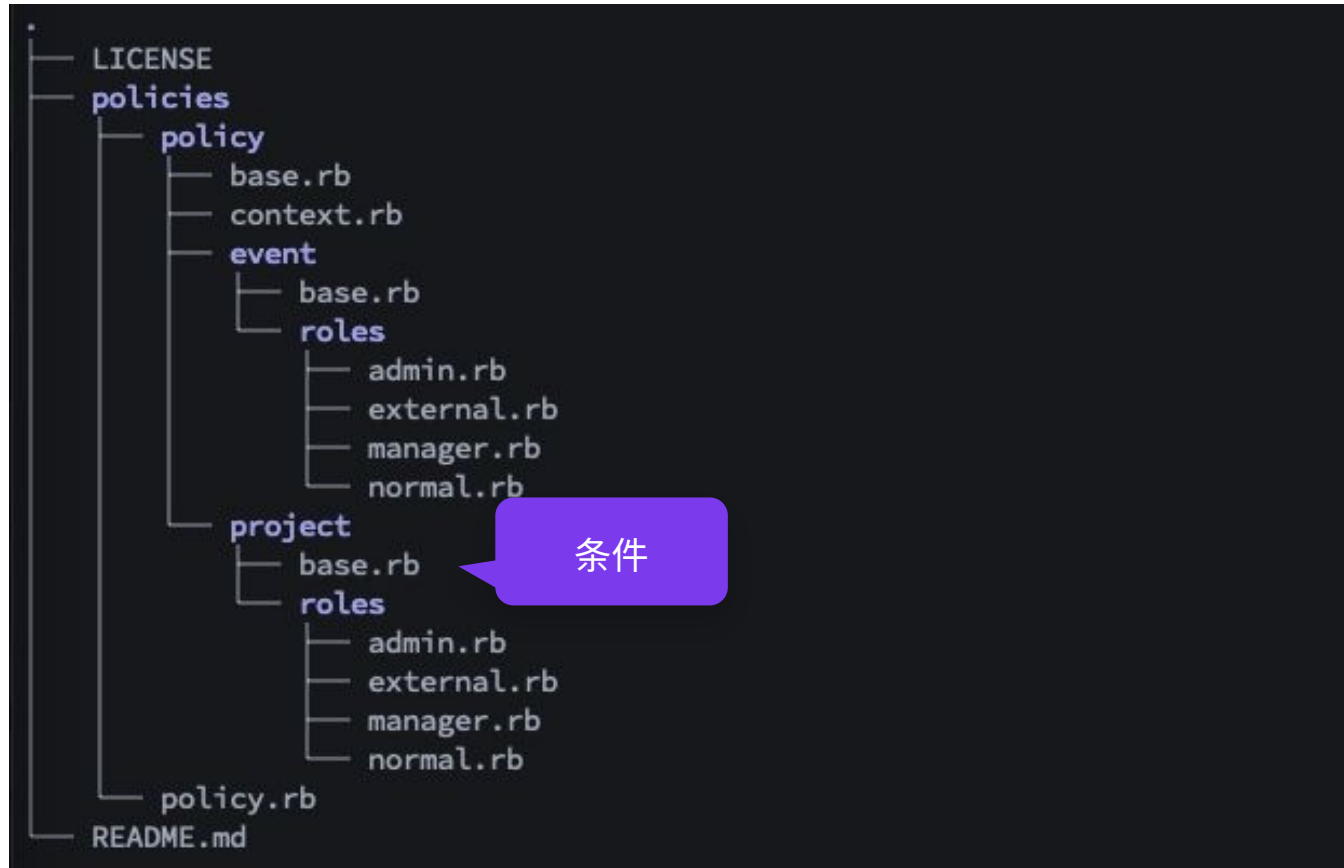 .
├── LICENSE
├── policies
│   ├── policy
│   │   ├── base.rb
│   │   ├── context.rb
│   │   ├── event
│   │   │   ├── base.rb
│   │   │   └── roles
│   │   │       ├── admin.rb
│   │   │       ├── external.rb
│   │   │       ├── manager.rb
│   │   │       └── normal.rb
│   │   └── project
│   │       ├── base.rb
条件
│   │       └── roles
│   │           ├── admin.rb
│   │           ├── external.rb
│   │           ├── manager.rb
│   │           └── normal.rb
│   └── policy.rb
└── README.md